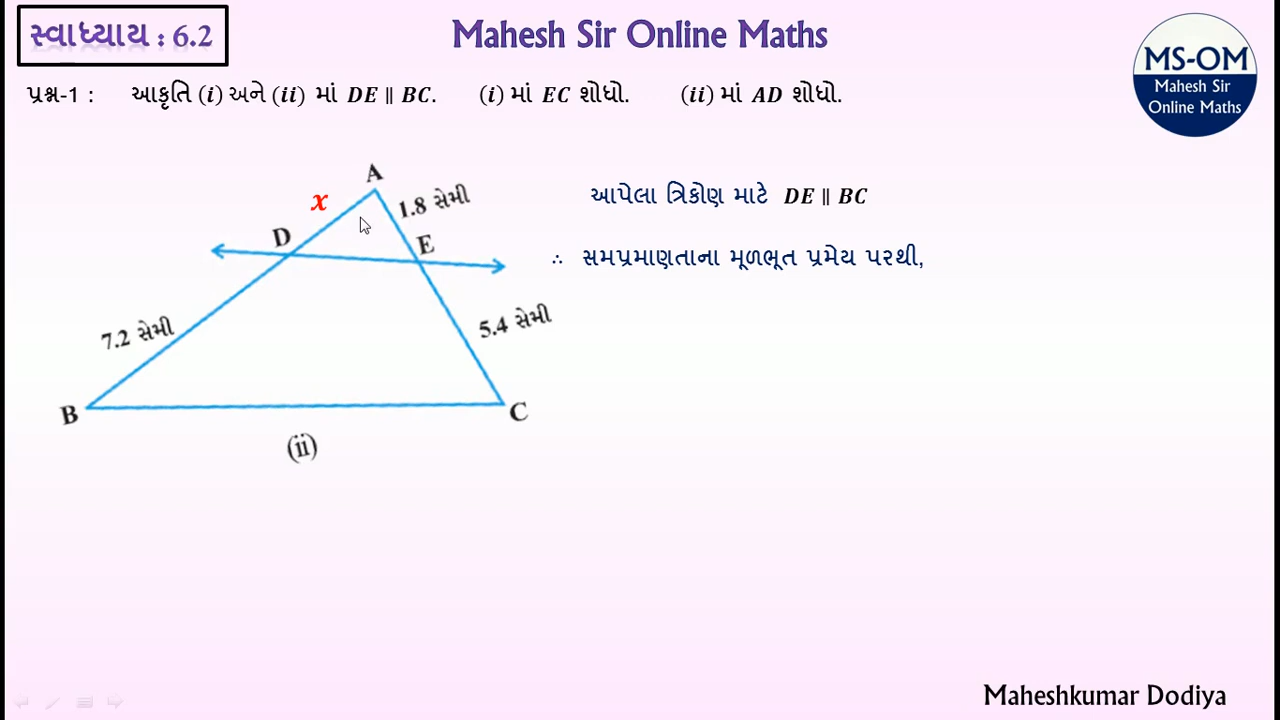 સ્વાધ્યાય : 6.2
Mahesh Sir Online Maths
MS-OM
Mahesh Sir
Online Maths
પ્રશ્ન-1 : આકૃતિ (i) અને (ii) માં DE ∥ BC. (i) માં EC શોધો. (ii) માં AD શોધો.
A
x
1.8 સેમી
D
E
7.2 સેમી
5.4 સેમી
B
C
(ii)
આપેલા ત્રિકોણ માટે DE ∥ BC
∴ સમપ્રમાણતાના મૂળભૂત પ્રમેય પરથી,
Maheshkumar Dodiya